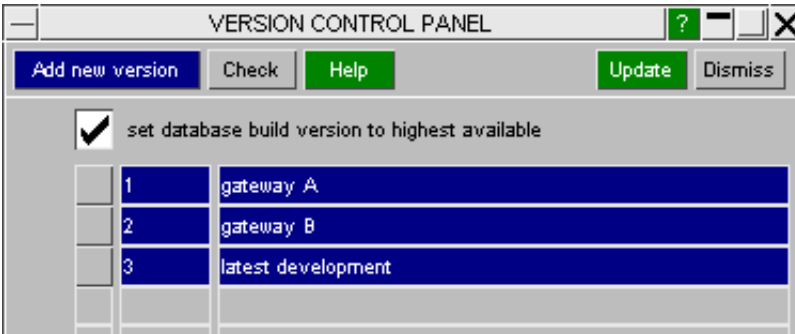 VERSION CONTROL PANEL ?
Add new version Check Help Update Dismiss
set database build version to highest available
1 gateway A
2 gateway B
3 latest development